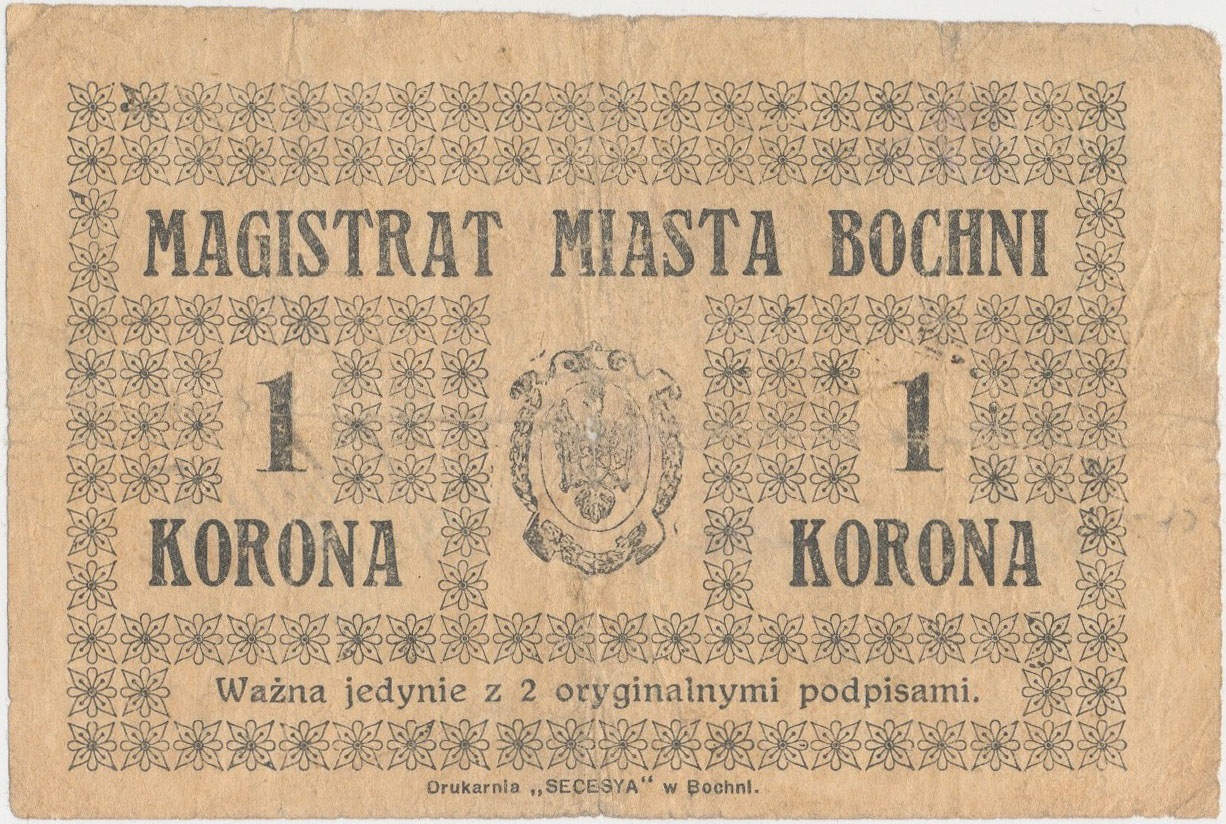 MAGISTRAT MIASTA BOCHNI
1 1
KORONA KORONA
Ważna jedynie z 2 oryginalnymi podpisami.
Drukarnia „SECESYA“ w Bochni.